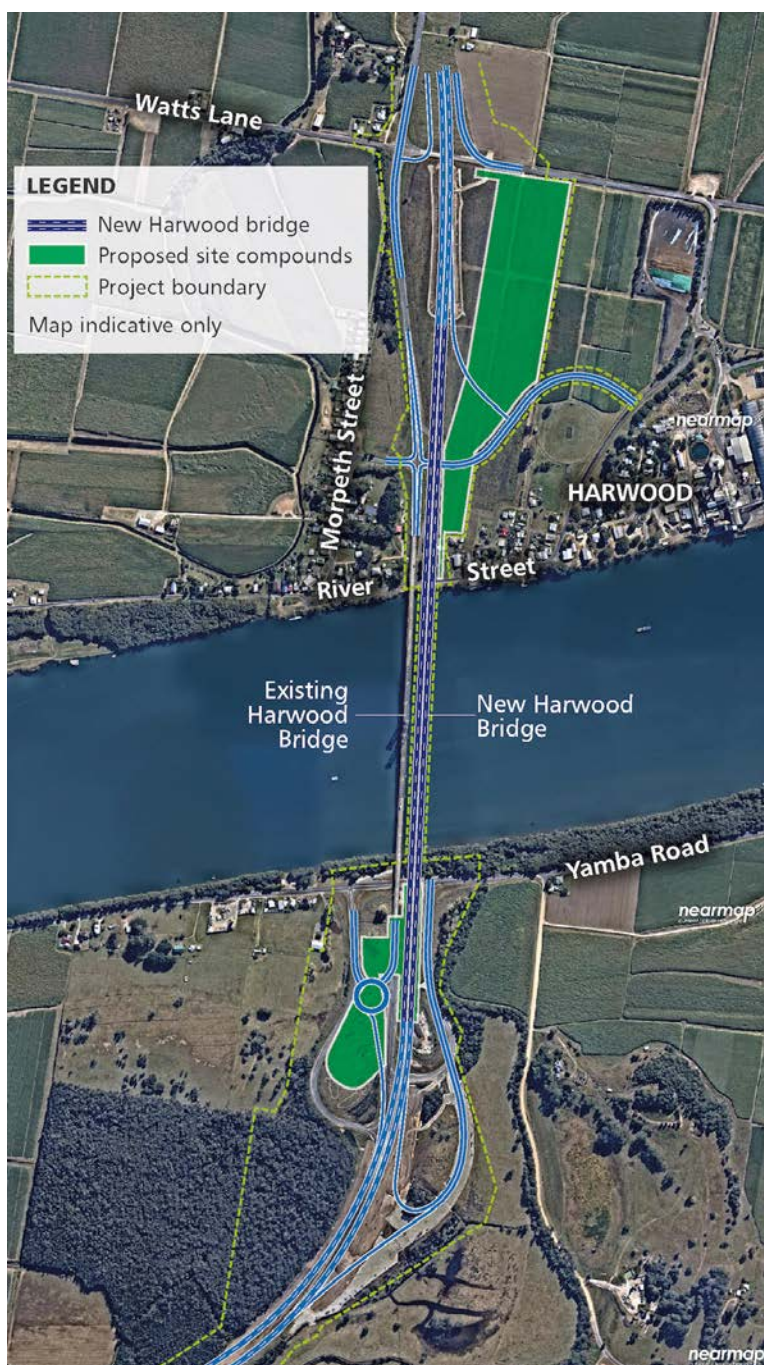 Watts Lane
LEGEND
New Harwood bridge
Proposed site compounds
Project boundary
Map indicative only
Morpeth Street
nearmap
HARWOOD
River Street
Existing
Harwood
Bridge
New Harwood
Bridge
Yamba Road
nearmap
nearmap